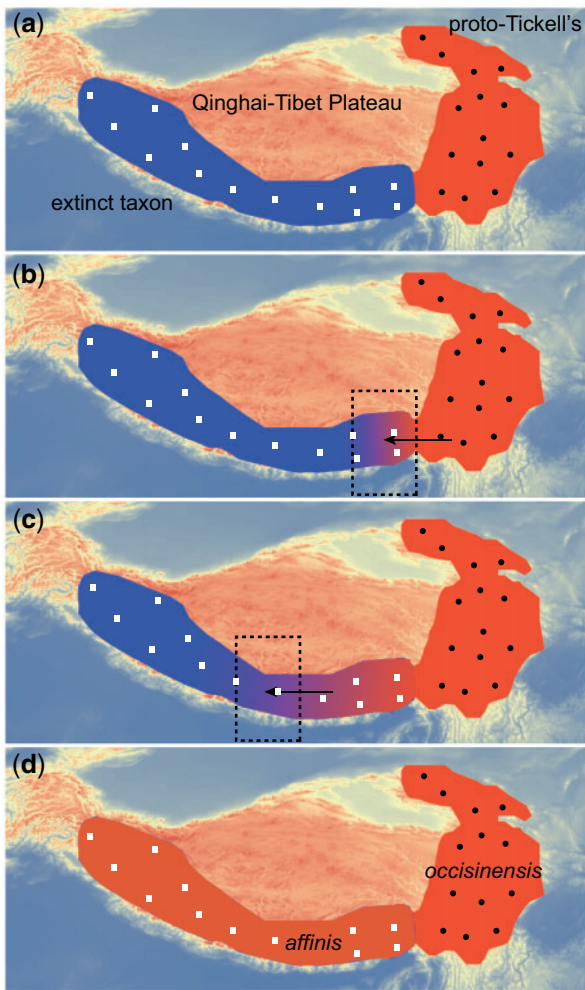 (a)
proto-Tickell's
Qinghai-Tibet Plateau
extinct taxon
(b)
(c)
(d)
occisinensis
affinis